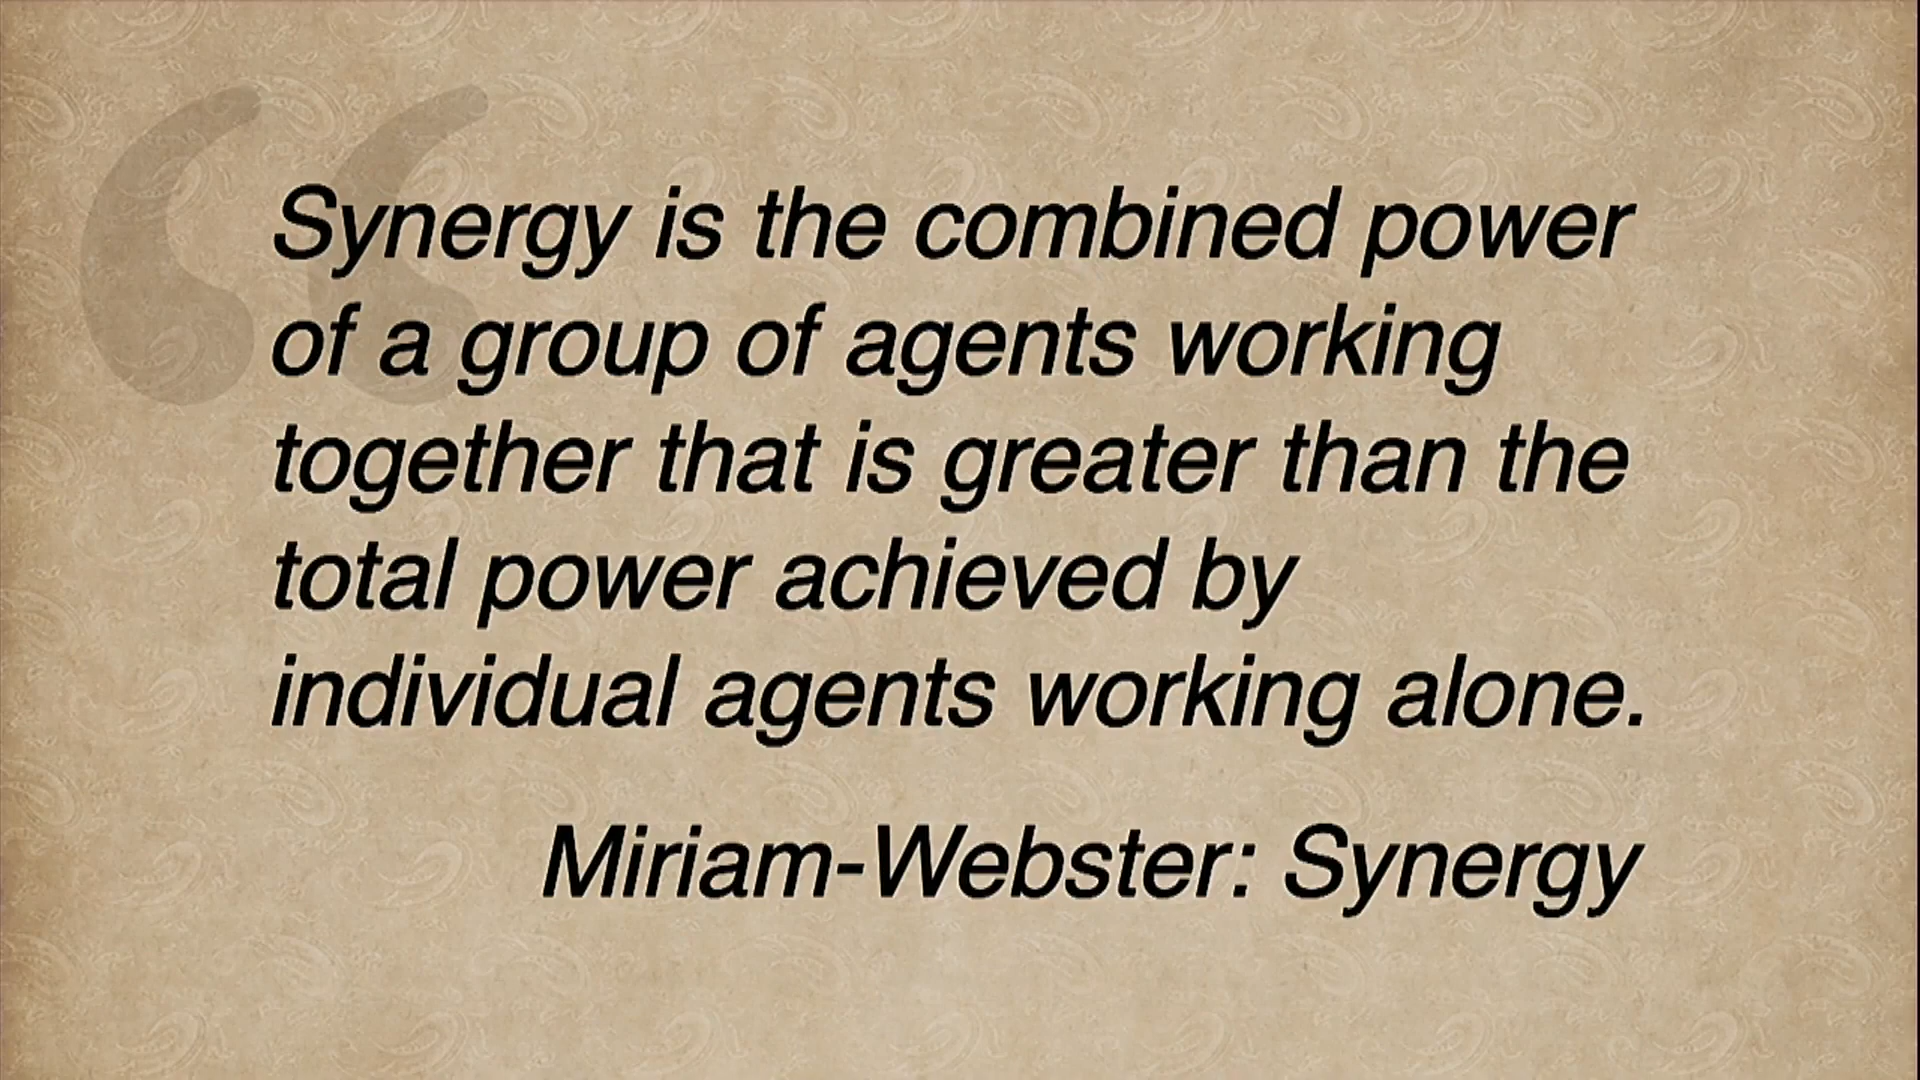 “
Synergy is the combined power
of a group of agents working
together that is greater than the
total power achieved by
individual agents working alone.
Miriam-Webster: Synergy